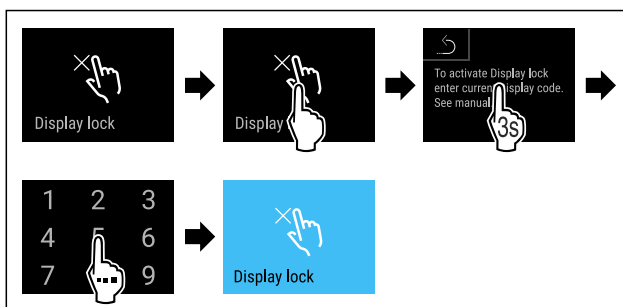 Display lock
Display
To activate Display lock
enter current display code.
See manual.
3s
1 2 3
4 5 6
7 9
Display lock